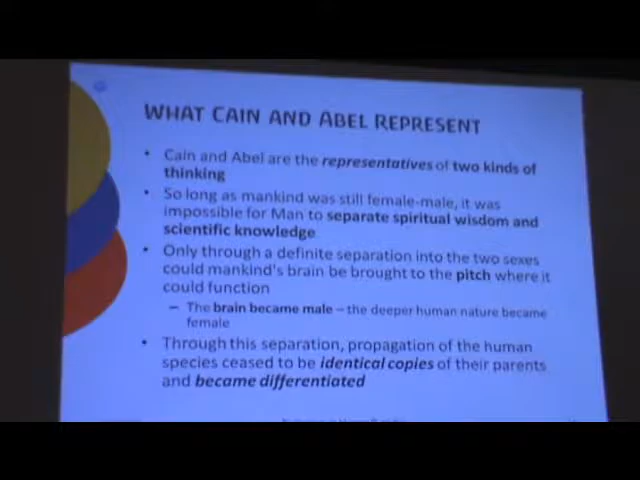 WHAT CAIN AND ABEL REPRESENT
• Cain and Abel are the representatives of two kinds of
thinking
• So long as mankind was still female-male, it was
impossible for Man to separate spiritual wisdom and
scientific knowledge
• Only through a definite separation into the two sexes
could mankind's brain be brought to the pitch where it
could function
– The brain became male – the deeper human nature became
female
• Through this separation, propagation of the human
species ceased to be identical copies of their parents
and became differentiated